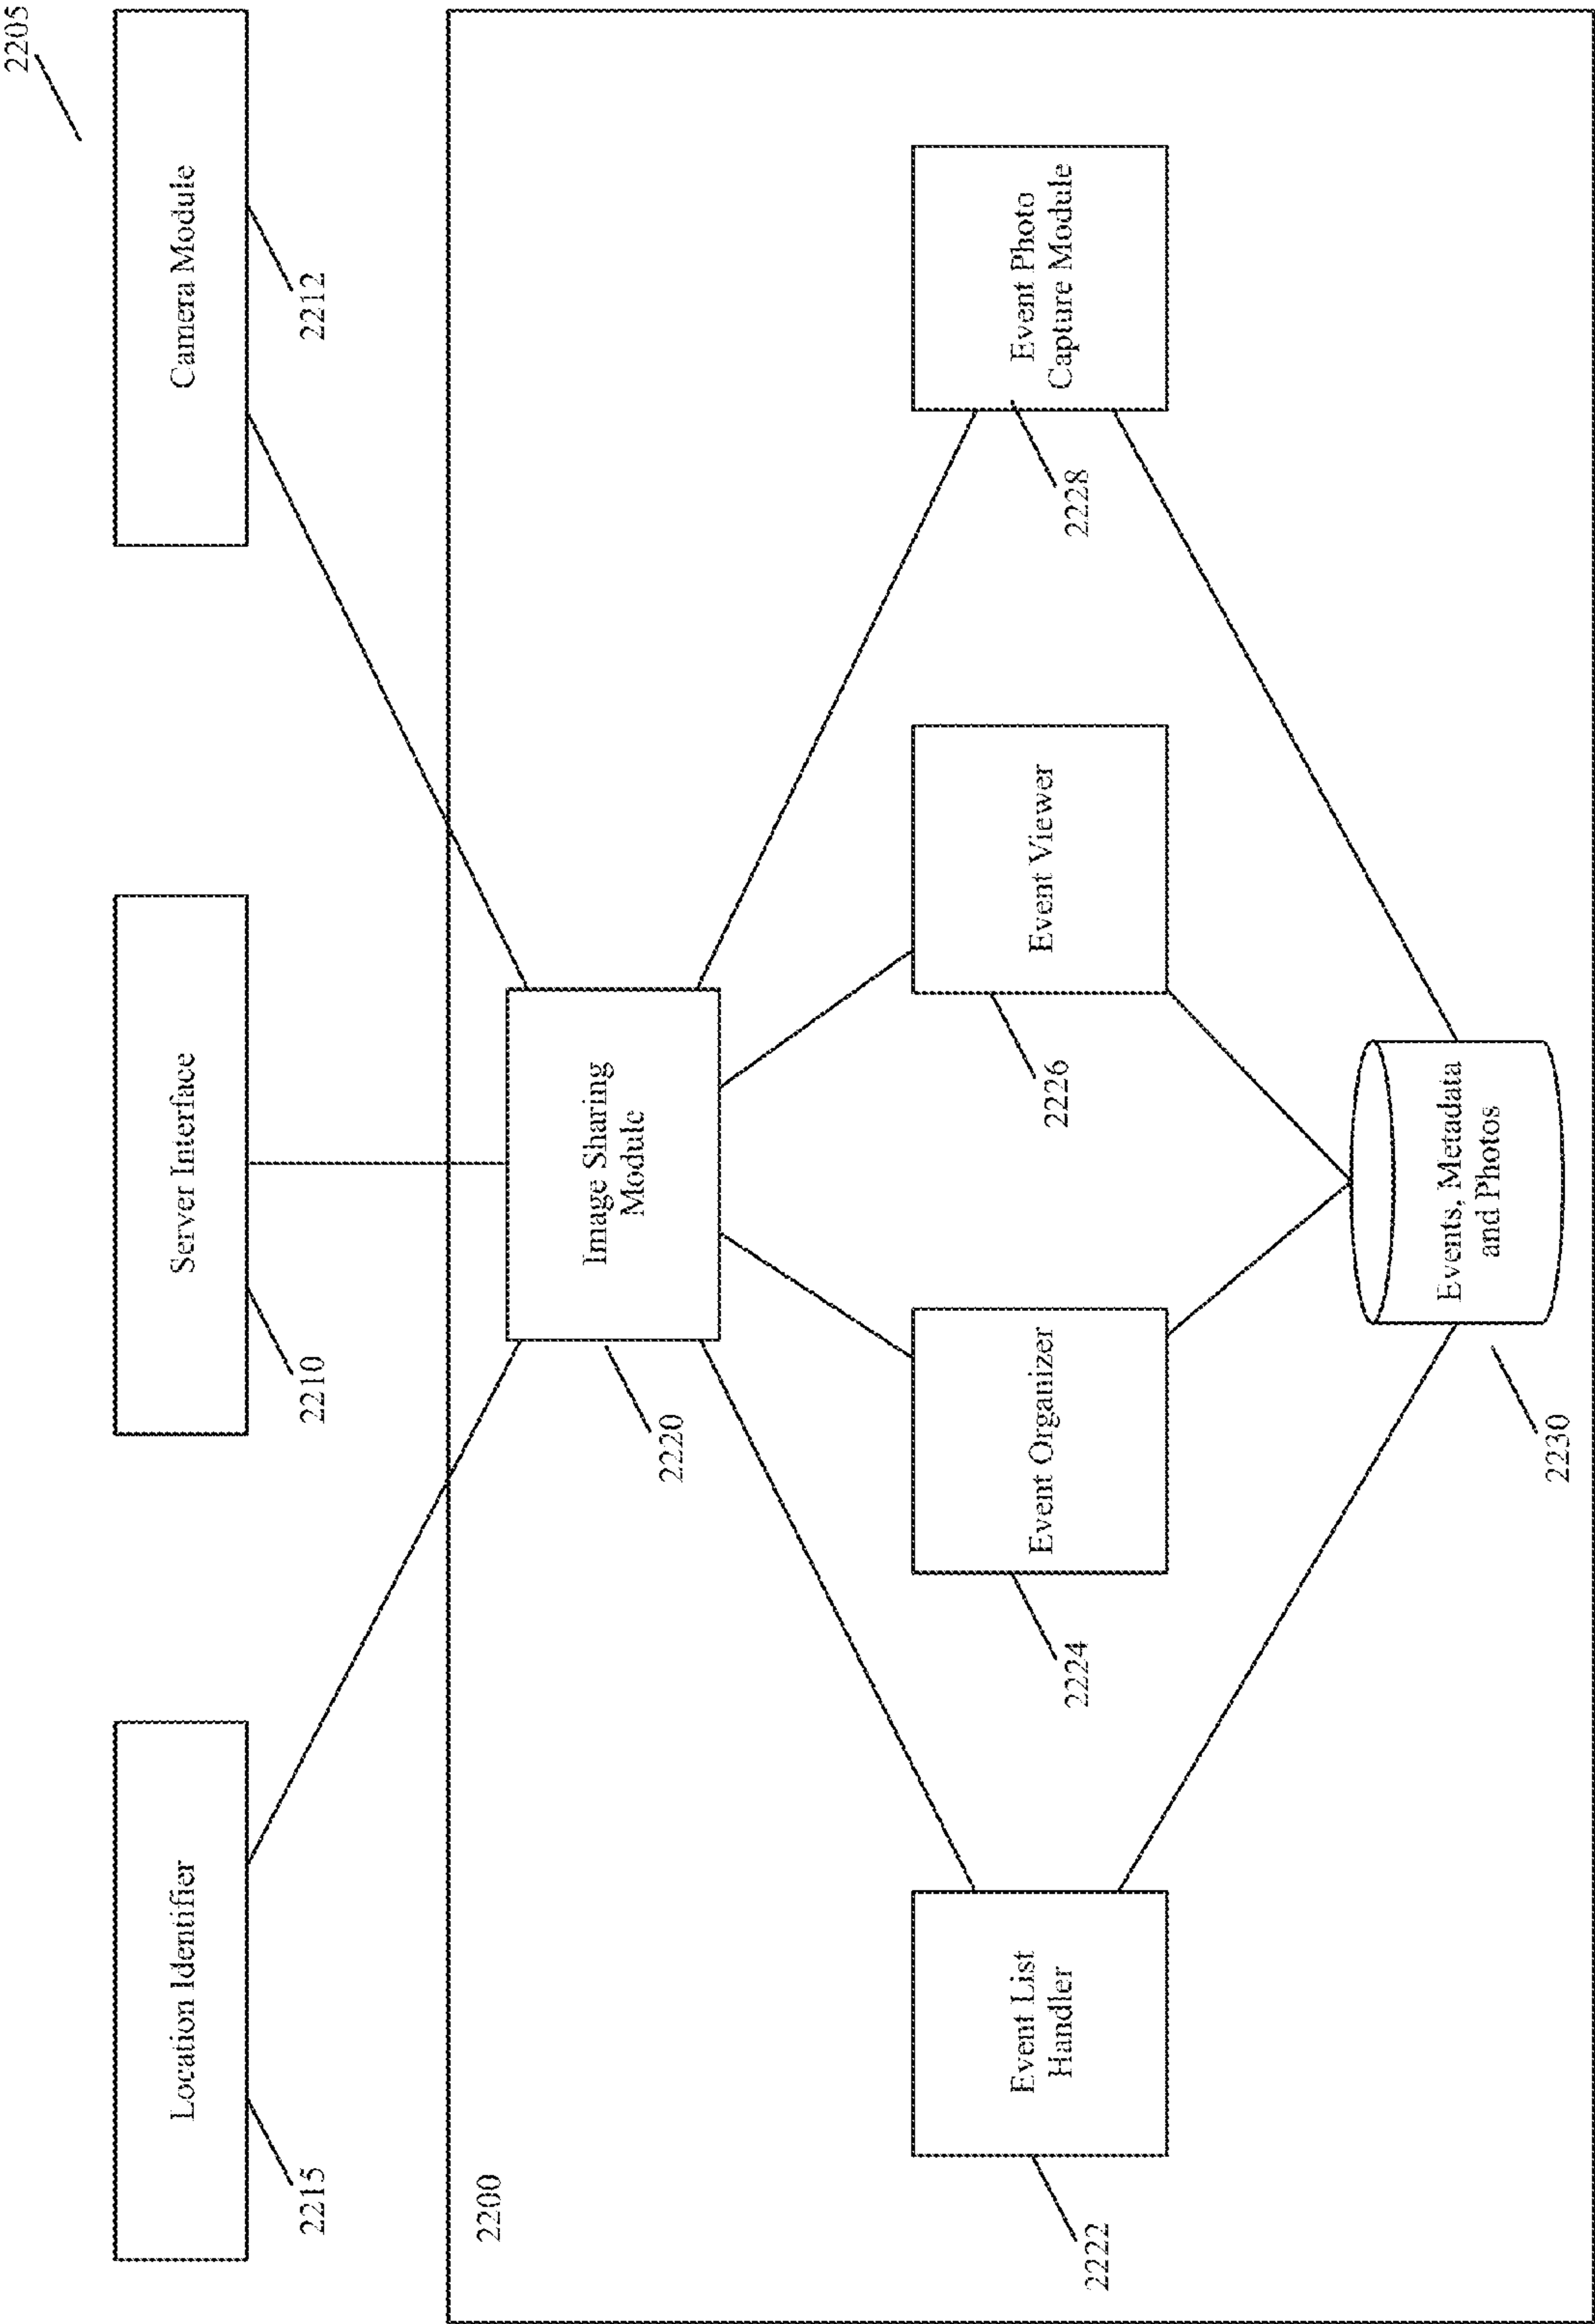 2205
Location Identifier
Server Interface
Camera Module
2215
2210
2212
2200
Image Sharing
Module
2220
Event List
Handler
Event Organizer
Event Viewer
Event Photo
Capture Module
2222
2224
2226
2228
Events, Metadata
and Photos
2230